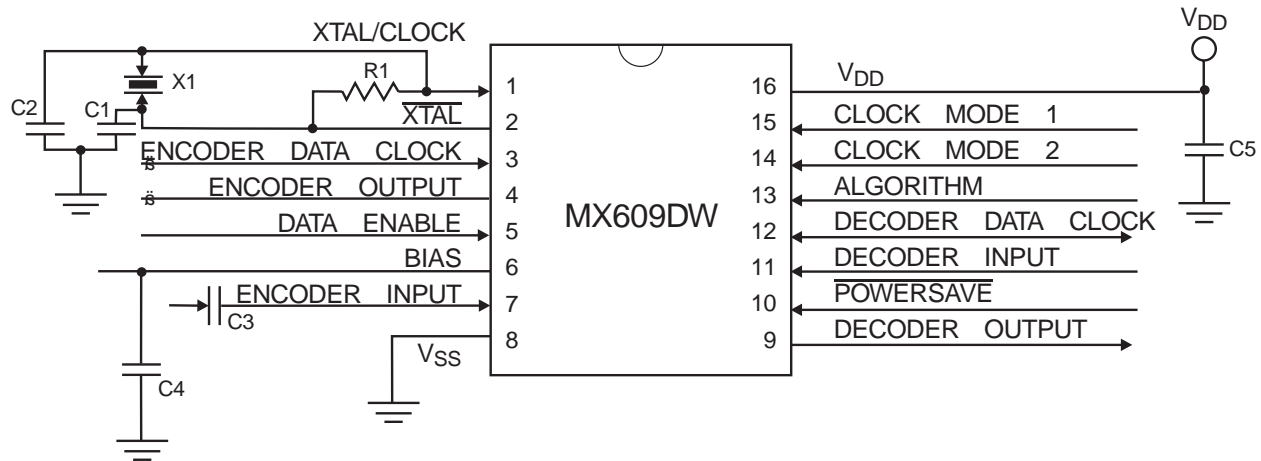 XTAL/CLOCK
X1
R1
C2
C1
XTAL
ENCODER DATA CLOCK
ENCODER OUTPUT
DATA ENABLE
BIAS
ENCODER INPUT
C3
VSS
C4
1
2
3
4
5
6
7
8
MX609DW
16
15
14
13
12
11
10
9
VDD
CLOCK MODE 1
CLOCK MODE 2
ALGORITHM
DECODER DATA CLOCK
DECODER INPUT
POWERSAVE
DECODER OUTPUT
VDD
C5